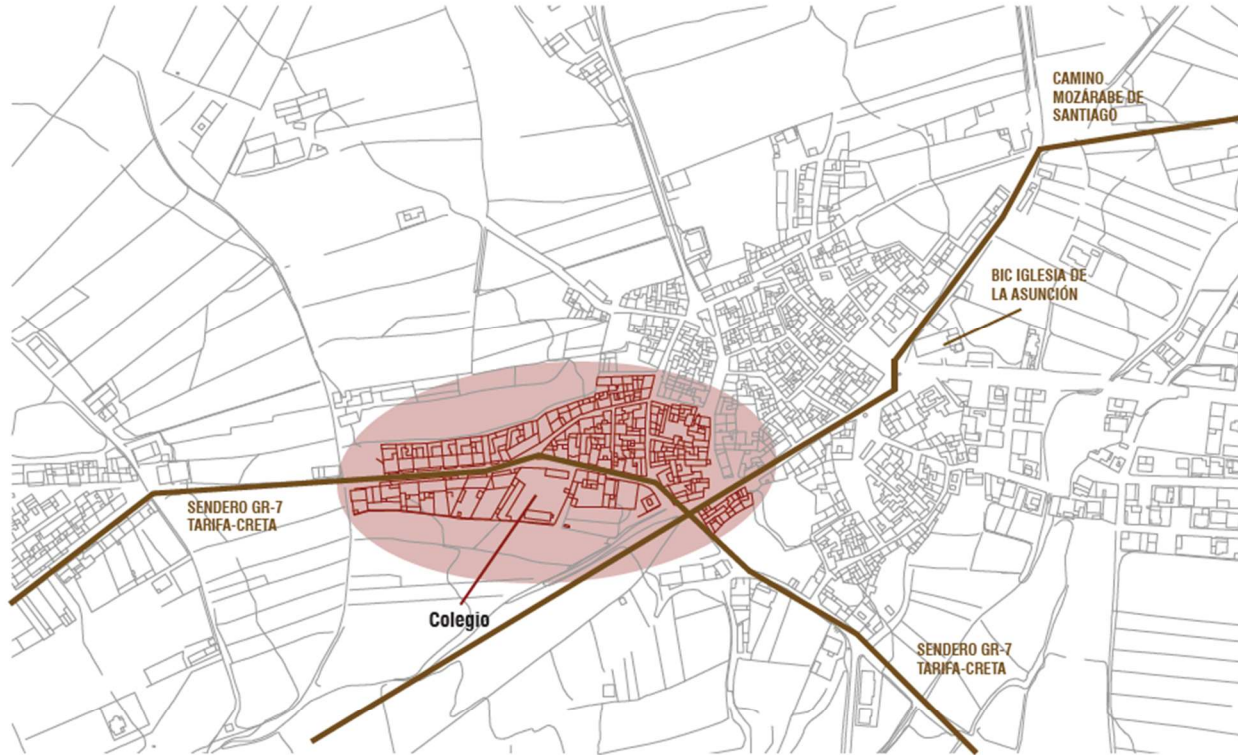 CAMINO
MOZÁRABE DE
SANTIAGO
BIC IGLESIA DE
LA ASUNCIÓN
SENDERO GR-7
TARIFA-CRETA
Colegio
SENDERO GR-7
TARIFA-CRETA